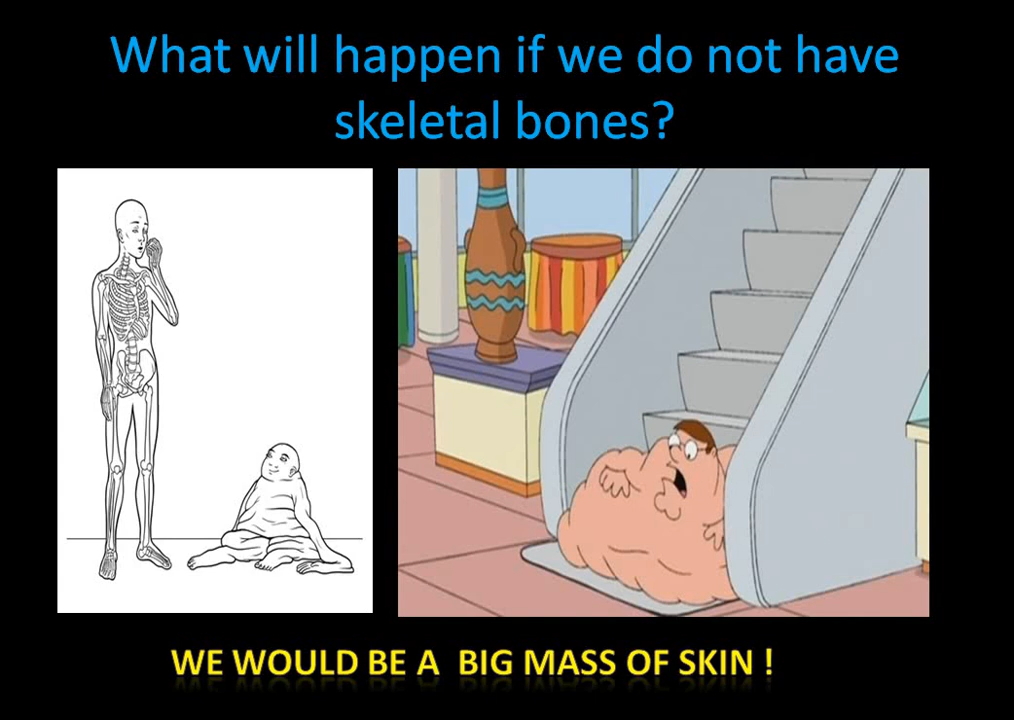 What will happen if we do not have
skeletal bones?
WE WOULD BE A  BIG MASS OF SKIN !